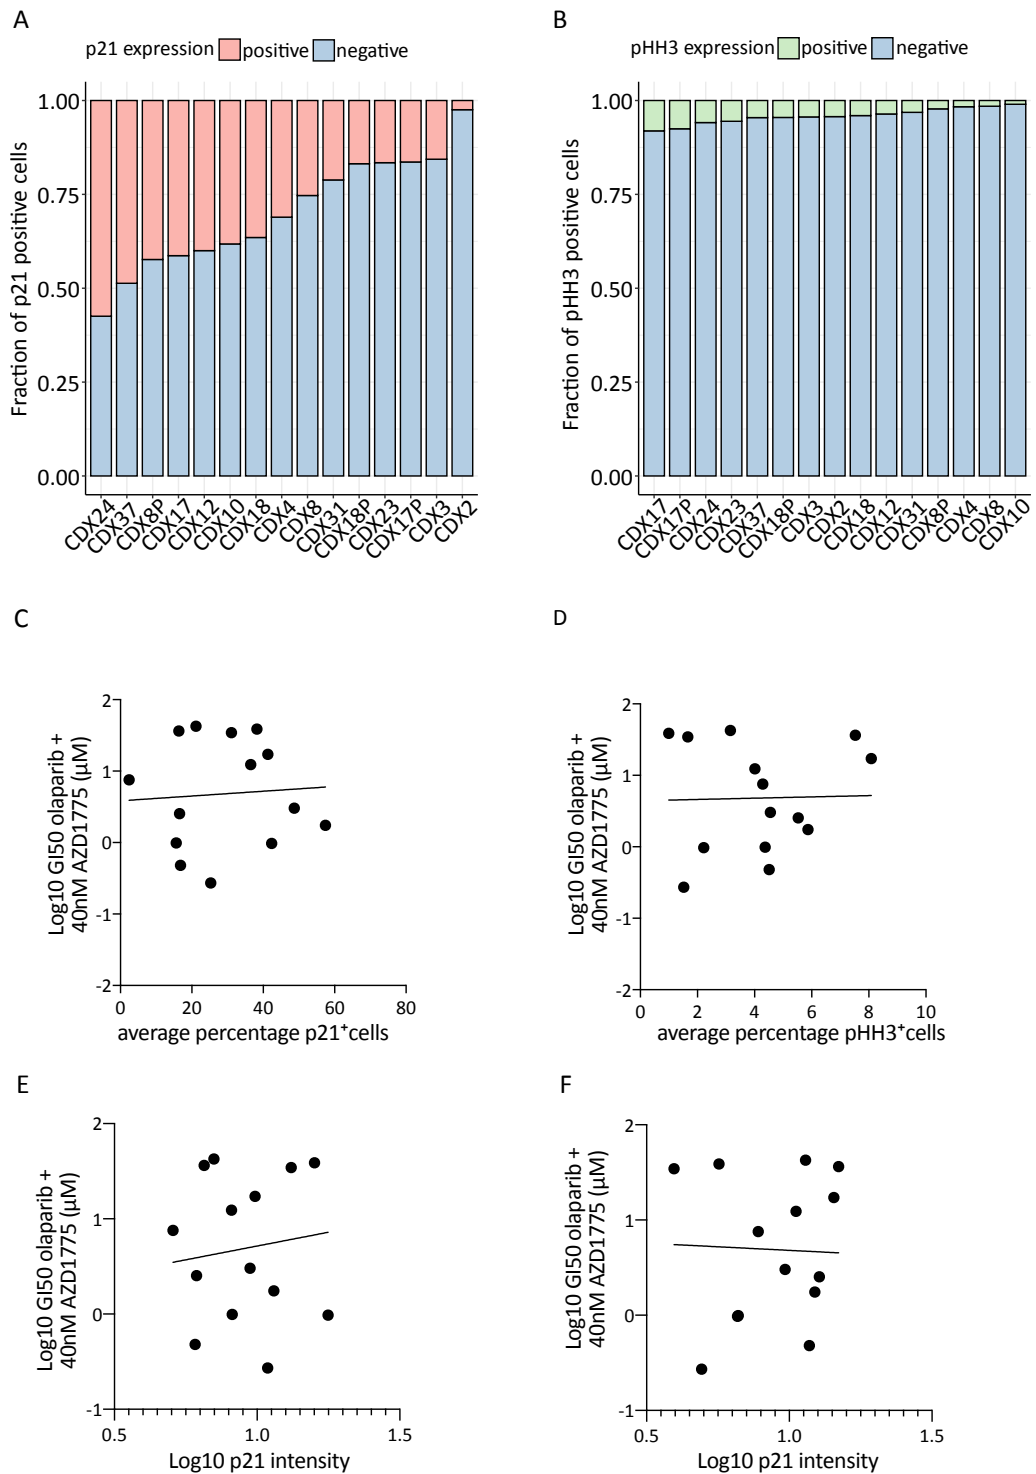 A
p21 expression positive negative
Fraction of p21 positive cells
1.00
0.75
0.50
0.25
0.00
CDX24 CDX37 CDX8P CDX17 CDX12 CDX10 CDX18 CDX4 CDX8 CDX31 CDX18P CDX23 CDX17P CDX3 CDX2
B
pHH3 expression positive negative
Fraction of pHH3 positive cells
1.00
0.75
0.50
0.25
0.00
CDX17 CDX17P CDX24 CDX23 CDX37 CDX18P CDX3 CDX2 CDX18 CDX12 CDX31 CDX8P CDX4 CDX8 CDX10
C
Log10 GI50 olaparib +
40nM AZD1775 (µM)
2
1
0
-1
-2
0 20 40 60 80
average percentage p21⁺cells
D
Log10 GI50 olaparib +
40nM AZD1775 (µM)
2
1
0
-1
-2
0 2 4 6 8 10
average percentage pHH3⁺cells
E
Log10 GI50 olaparib +
40nM AZD1775 (µM)
2
1
0
-1
0.5 1.0 1.5
Log10 p21 intensity
F
Log10 GI50 olaparib +
40nM AZD1775 (µM)
2
1
0
-1
0.5 1.0 1.5
Log10 p21 intensity